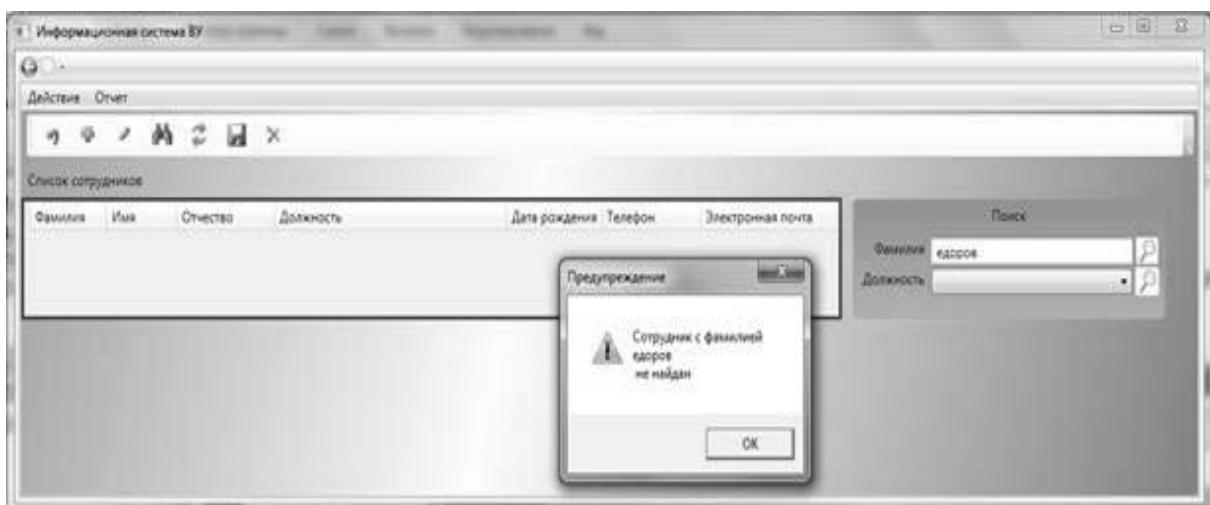 Информационная система ВУ
Действия Отчет
Список сотрудников
Фамилия Имя Отчество Должность Дата рождения Телефон Электронная почта
Поиск
Фамилия едоров
Должность
Предупреждение
Сотрудник с фамилией
едоров
не найдан
OK